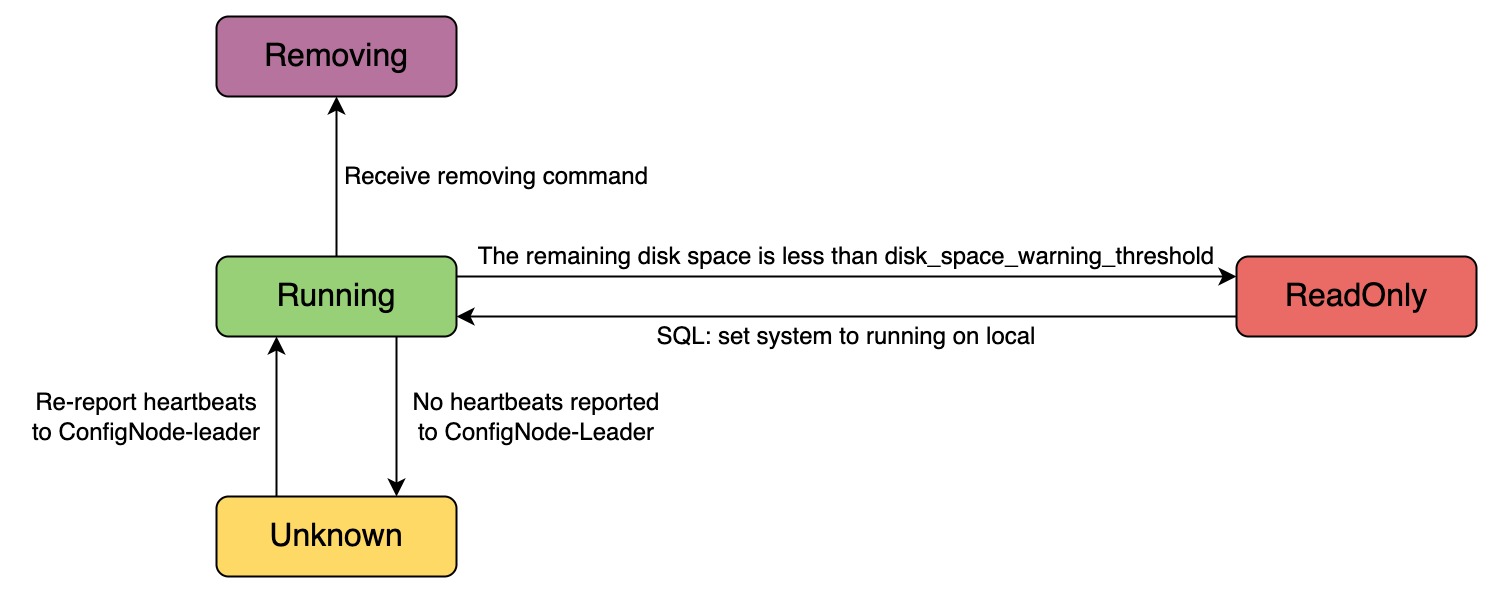 Removing
Receive removing command
The remaining disk space is less than disk_space_warning_threshold
Running
ReadOnly
SQL: set system to running on local
Re-report heartbeats
to ConfigNode-leader
No heartbeats reported
to ConfigNode-Leader
Unknown